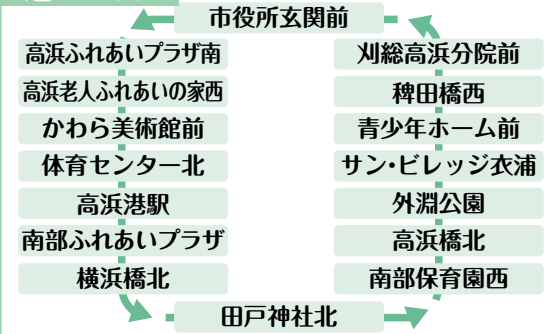 市役所玄関前
高浜ふれあいプラザ南
高浜老人ふれあいの家西
かわら美術館前
体育センター北
高浜港駅
南部ふれあいプラザ
横浜橋北
田戸神社北
南部保育園西
高浜橋北
外淵公園
サン・ビレッジ衣浦
青少年ホーム前
稗田橋西
刈総高浜分院前